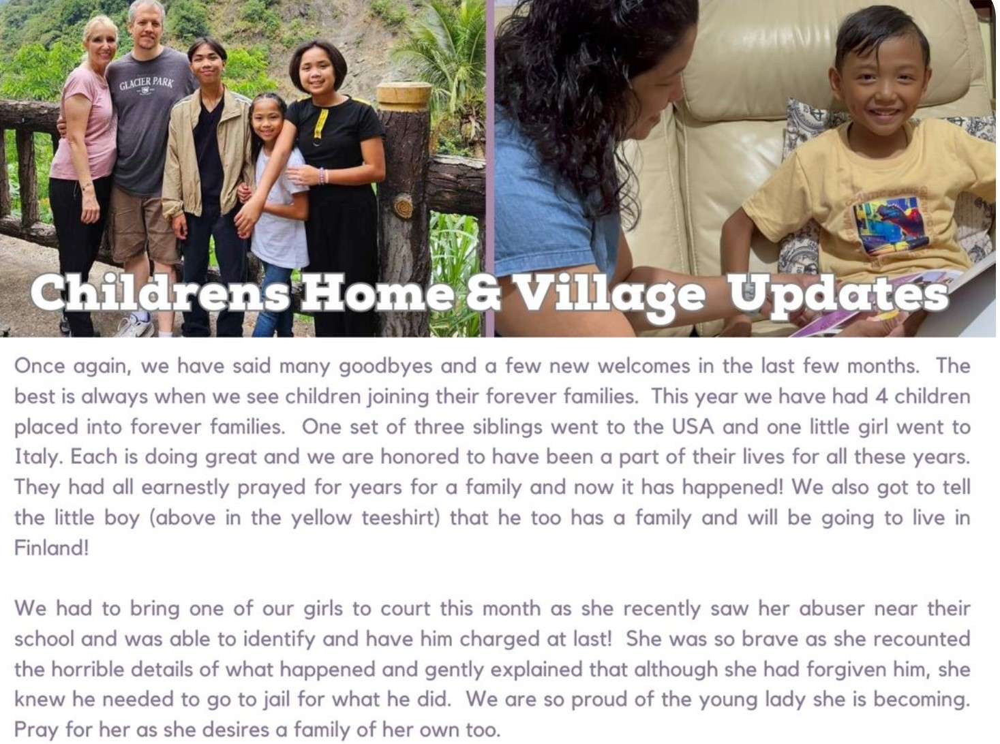 GLACIER PARK
Childrens Home & Village Updates
Once again, we have said many goodbyes and a few new welcomes in the last few months. The
best is always when we see children joining their forever families. This year we have had 4 children
placed into forever families. One set of three siblings went to the USA and one little girl went to
Italy. Each is doing great and we are honored to have been a part of their lives for all these years.
They had all earnestly prayed for years for a family and now it has happened! We also got to tell
the little boy (above in the yellow teeshirt) that he too has a family and will be going to live in
Finland!
We had to bring one of our girls to court this month as she recently saw her abuser near their
school and was able to identify and have him charged at last! She was so brave as she recounted
the horrible details of what happened and gently explained that although she had forgiven him, she
knew he needed to go to jail for what he did. We are so proud of the young lady she is becoming.
Pray for her as she desires a family of her own too.